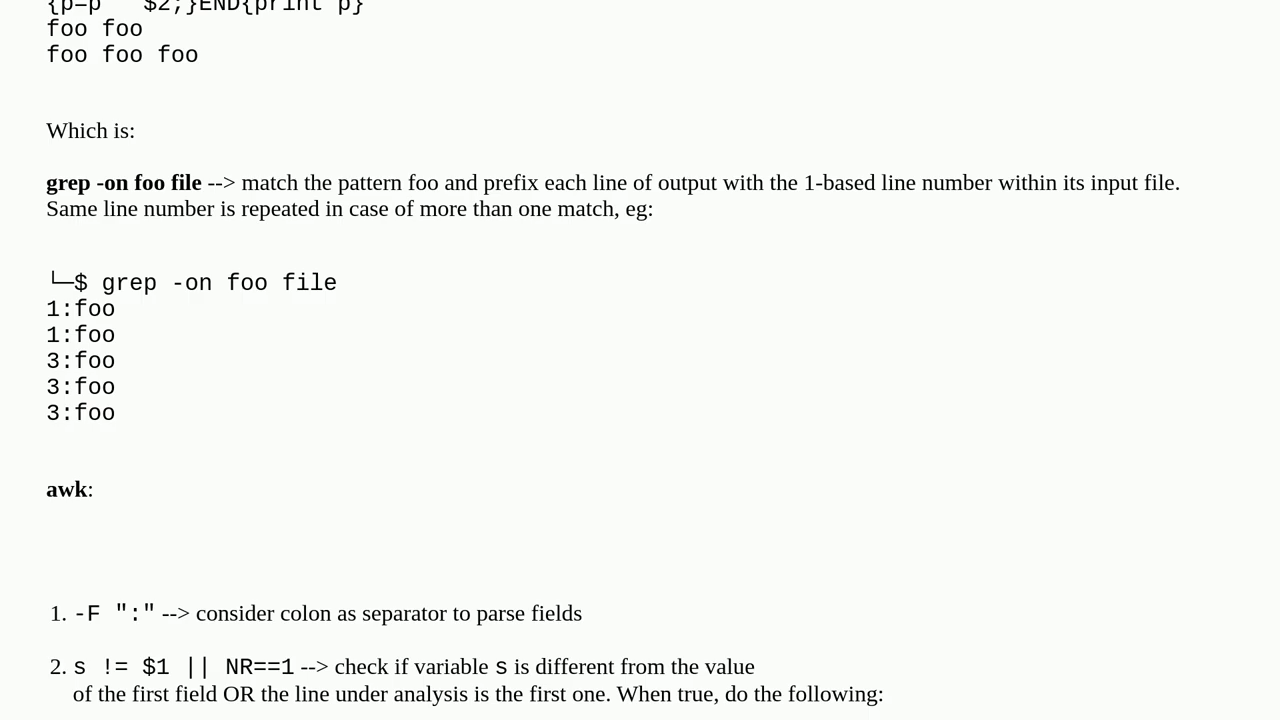 {p=p" "$2;}END{print p}
foo foo
foo foo foo
Which is:
grep -on foo file --> match the pattern foo and prefix each line of output with the 1-based line number within its input file.
Same line number is repeated in case of more than one match, eg:
└─$ grep -on foo file
1:foo
1:foo
3:foo
3:foo
3:foo
awk:
1. -F ":" --> consider colon as separator to parse fields
2. s != $1 || NR==1 --> check if variable s is different from the value
of the first field OR the line under analysis is the first one. When true, do the following: